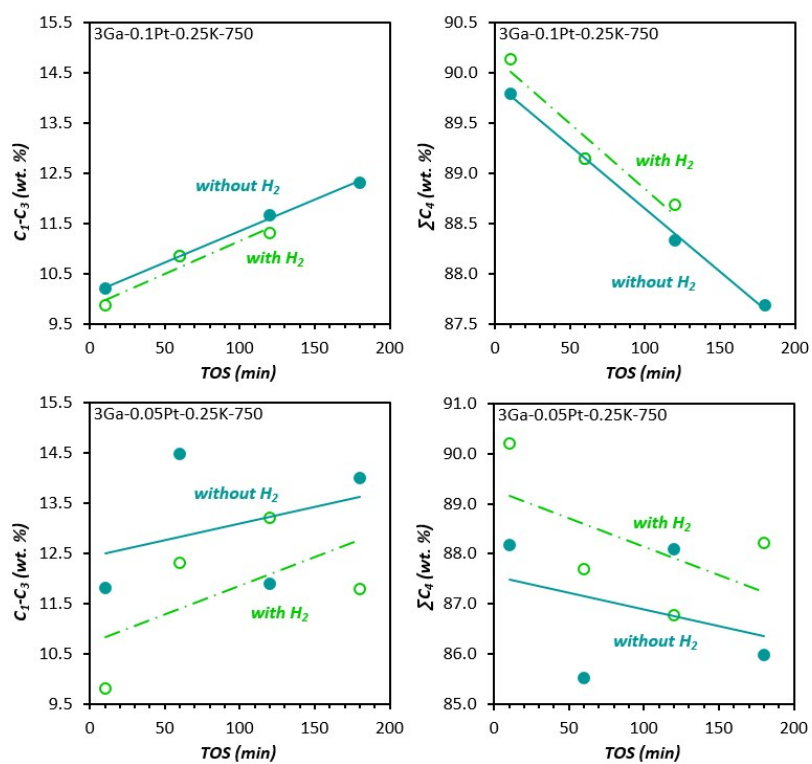 3Ga-0.1Pt-0.25K-750
15.5
14.5
13.5
12.5
11.5
10.5
9.5
C₁-C₃ (wt. %)
without H₂
with H₂
0 50 100 150 200
TOS (min)
3Ga-0.1Pt-0.25K-750
90.5
90.0
89.5
89.0
88.5
88.0
87.5
∑C₄ (wt. %)
with H₂
without H₂
0 50 100 150 200
TOS (min)
3Ga-0.05Pt-0.25K-750
15.5
14.5
13.5
12.5
11.5
10.5
9.5
C₁-C₃ (wt. %)
without H₂
with H₂
0 50 100 150 200
TOS (min)
3Ga-0.05Pt-0.25K-750
91.0
90.0
89.0
88.0
87.0
86.0
85.0
∑C₄ (wt. %)
with H₂
without H₂
0 50 100 150 200
TOS (min)